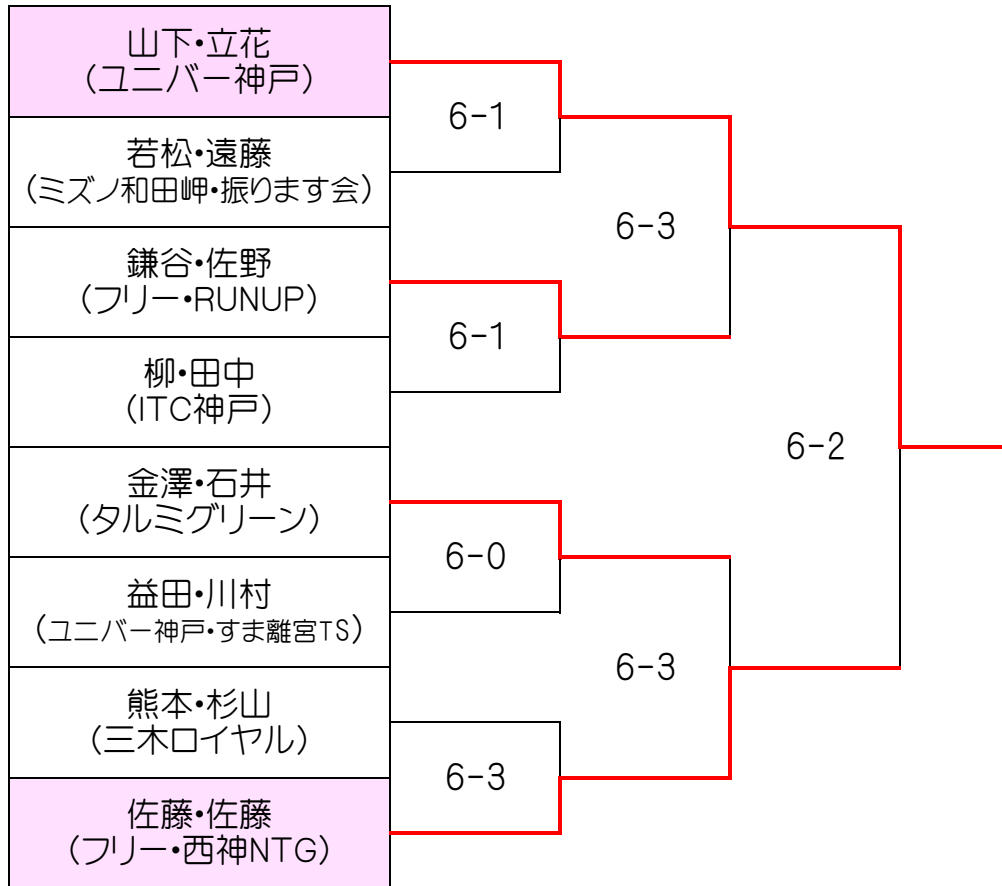 山下・立花
(ユニバー神戸)
若松・遠藤
(ミズノ和田岬・振ります会)
鎌谷・佐野
(フリー・RUNUP)
柳・田中
(ITC神戸)
金澤・石井
(タルミグリーン)
益田・川村
(ユニバー神戸・すま離宮TS)
熊本・杉山
(三木ロイヤル)
佐藤・佐藤
(フリー・西神NTG)
6-1
6-1
6-0
6-3
6-3
6-3
6-2